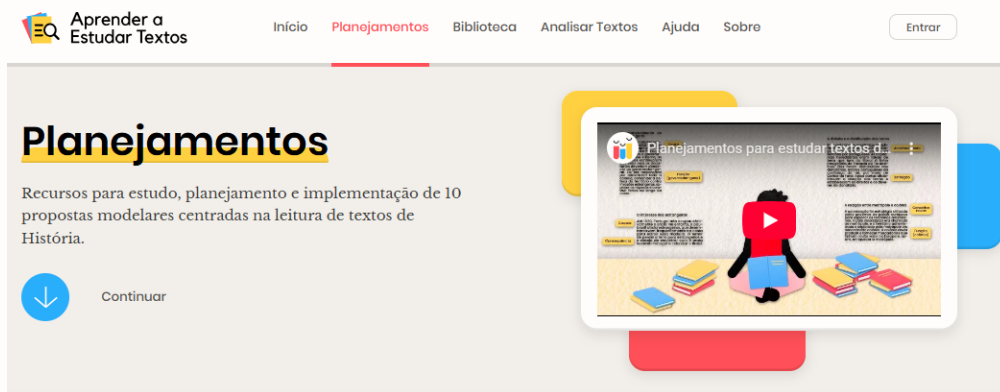 Aprender a
Estudar Textos
Início Planejamentos Biblioteca Analisar Textos Ajuda Sobre Entrar
Planejamentos
Recursos para estudo, planejamento e implementação de 10
propostas modelares centradas na leitura de textos de
História.
Continuar
Planejamentos para estudar textos d...